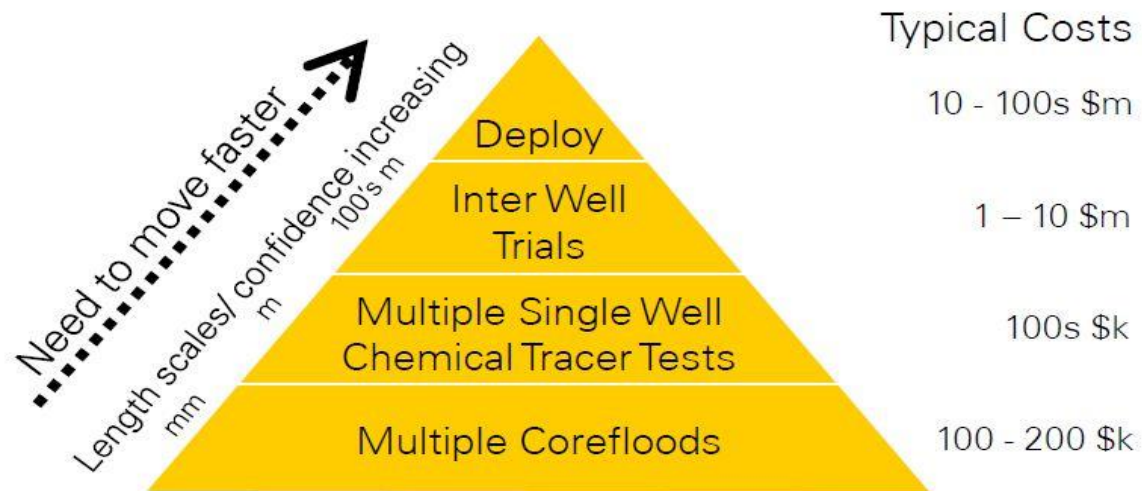 Typical Costs
Need to move faster
Length scales/ confidence increasing
mm
m
100's m
Deploy
10 - 100s $m
Inter Well
Trials
1 – 10 $m
Multiple Single Well
Chemical Tracer Tests
100s $k
Multiple Corefloods
100 - 200 $k